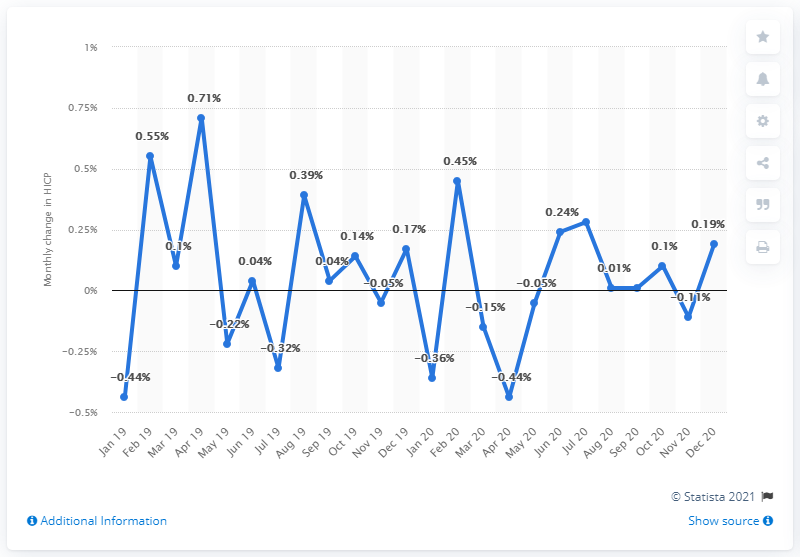 1%
0.75%
0.5%
0.25%
0%
−0.25%
−0.5%
Monthly change in HICP
−0.44%
0.55%
0.1%
0.71%
−0.22%
0.04%
−0.32%
0.39%
0.04%
0.14%
−0.05%
0.17%
−0.36%
0.45%
−0.15%
−0.44%
−0.05%
0.24%
0.01%
0.1%
−0.11%
0.19%
Jan 19
Feb 19
Mar 19
Apr 19
May 19
Jun 19
Jul 19
Aug 19
Sep 19
Oct 19
Nov 19
Dec 19
Jan 20
Feb 20
Mar 20
Apr 20
May 20
Jun 20
Jul 20
Aug 20
Sep 20
Oct 20
Nov 20
Dec 20
© Statista 2021
Additional Information
Show source